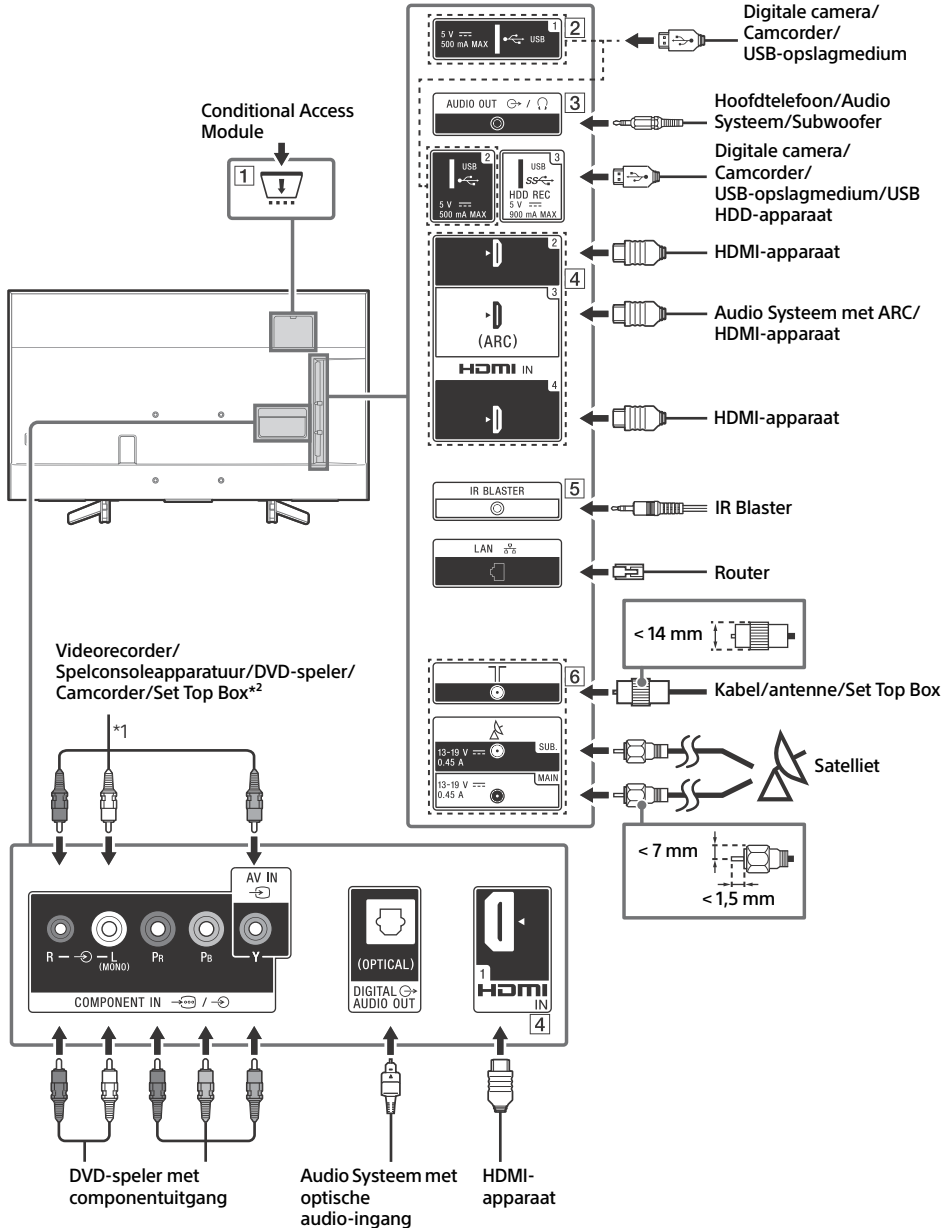 5 V
500 mA MAX
USB
1
2
Digitale camera/
Camcorder/
USB-opslagmedium
AUDIO OUT /
3
Hoofdtelefoon/Audio
Systeem/Subwoofer
Conditional Access
Module
1
2
USB
5 V
500 mA MAX
3
USB
SS
HDD REC
5 V
900 mA MAX
Digitale camera/
Camcorder/
USB-opslagmedium/USB
HDD-apparaat
2
4
HDMI-apparaat
3
(ARC)
HDMI IN
Audio Systeem met ARC/
HDMI-apparaat
4
HDMI-apparaat
IR BLASTER
5
IR Blaster
LAN
Router
< 14 mm
6
Kabel/antenne/Set Top Box
13-19 V
0.45 A
SUB.
13-19 V
0.45 A
MAIN
Satelliet
< 7 mm
< 1,5 mm
Videorecorder/
Spelconsoleapparatuur/DVD-speler/
Camcorder/Set Top Box*2
*1
AV IN
R — — L
(MONO)
PR
PB
Y
COMPONENT IN /
(OPTICAL)
DIGITAL
AUDIO OUT
1
HDMI
IN
4
DVD-speler met
componentuitgang
Audio Systeem met
optische
audio-ingang
HDMI-
apparaat